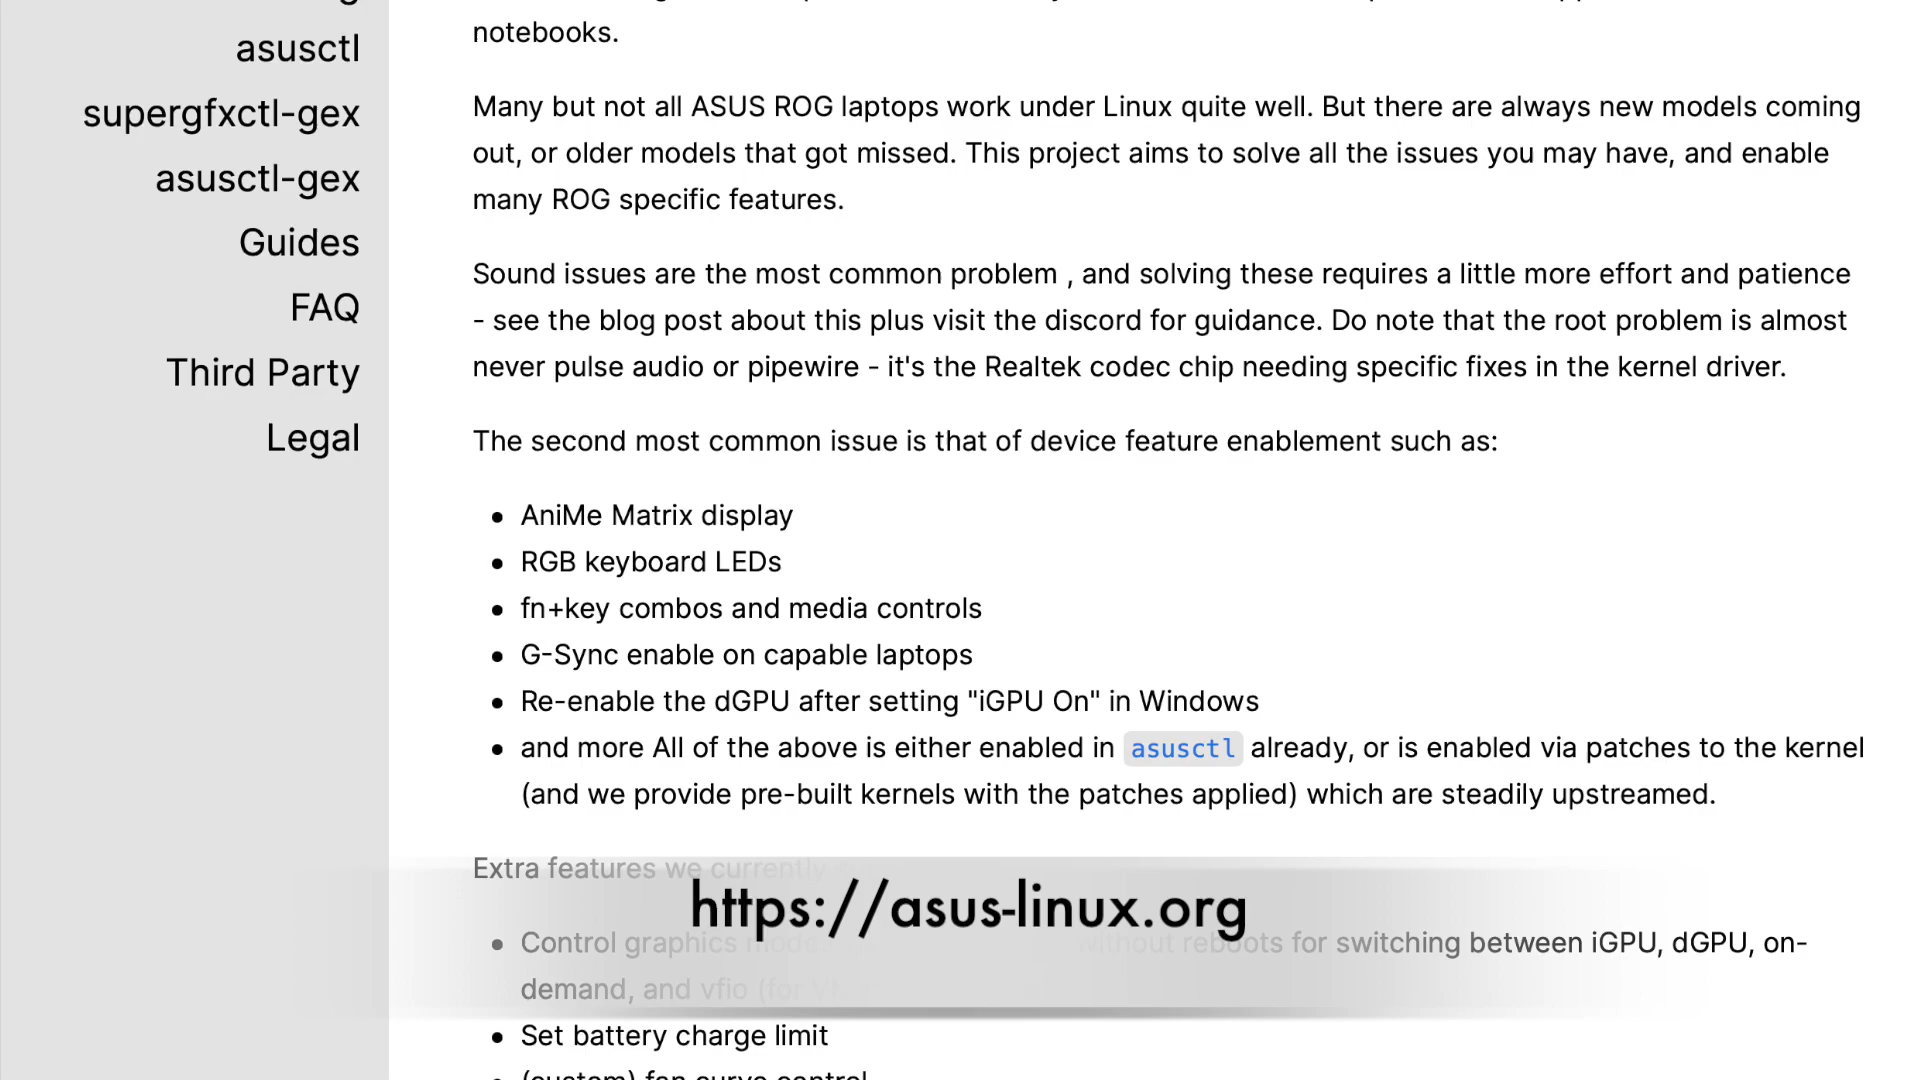 asusctl
supergfxctl-gex
asusctl-gex
Guides
FAQ
Third Party
Legal
notebooks.
Many but not all ASUS ROG laptops work under Linux quite well. But there are always new models coming
out, or older models that got missed. This project aims to solve all the issues you may have, and enable
many ROG specific features.
Sound issues are the most common problem , and solving these requires a little more effort and patience
- see the blog post about this plus visit the discord for guidance. Do note that the root problem is almost
never pulse audio or pipewire - it's the Realtek codec chip needing specific fixes in the kernel driver.
The second most common issue is that of device feature enablement such as:
• AniMe Matrix display
• RGB keyboard LEDs
• fn+key combos and media controls
• G-Sync enable on capable laptops
• Re-enable the dGPU after setting "iGPU On" in Windows
• and more All of the above is either enabled in asusctl already, or is enabled via patches to the kernel
(and we provide pre-built kernels with the patches applied) which are steadily upstreamed.
Extra features we currently
https://asus-linux.org
• Control graphics without reboots for switching between iGPU, dGPU, on-
demand, and vfio
• Set battery charge limit
• (custom) fan curve control